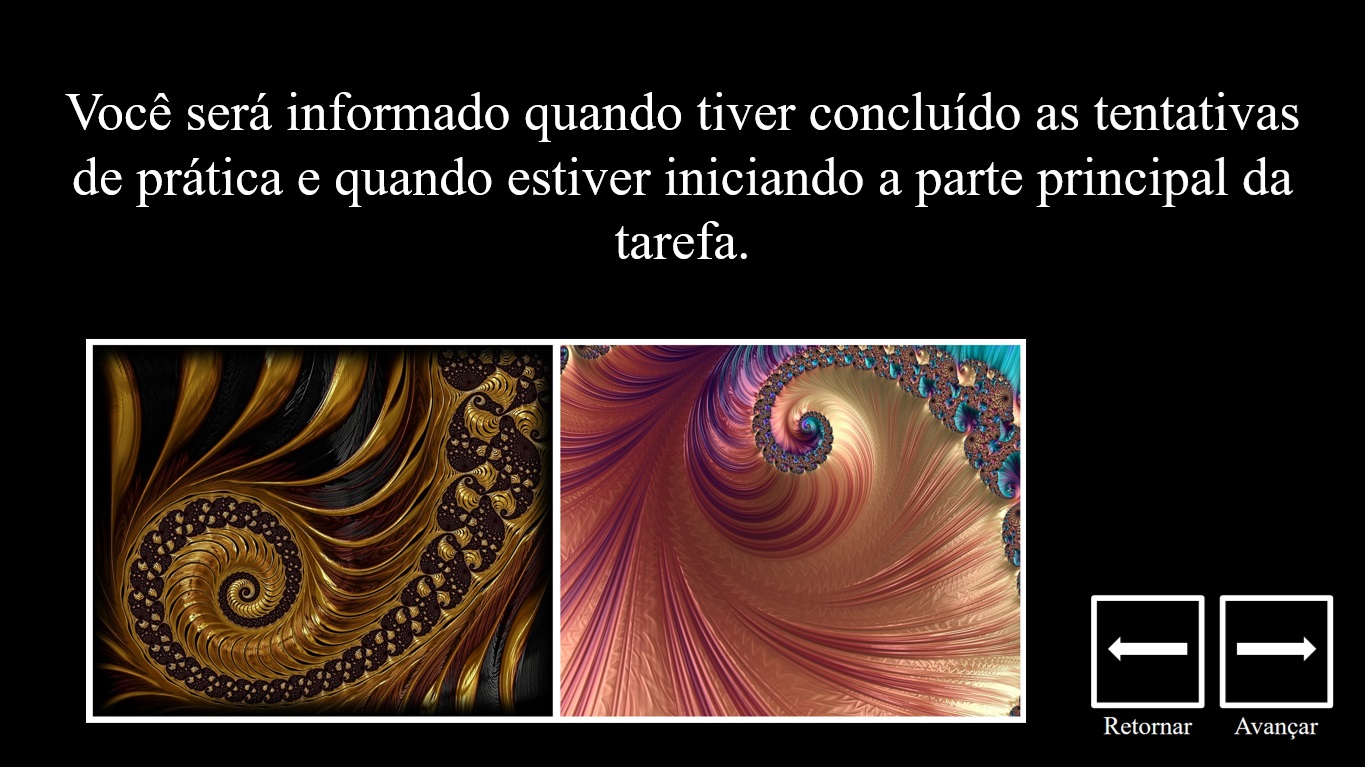 Você será informado quando tiver concluído as tentativas
de prática e quando estiver iniciando a parte principal da
tarefa.
Retornar
Avançar